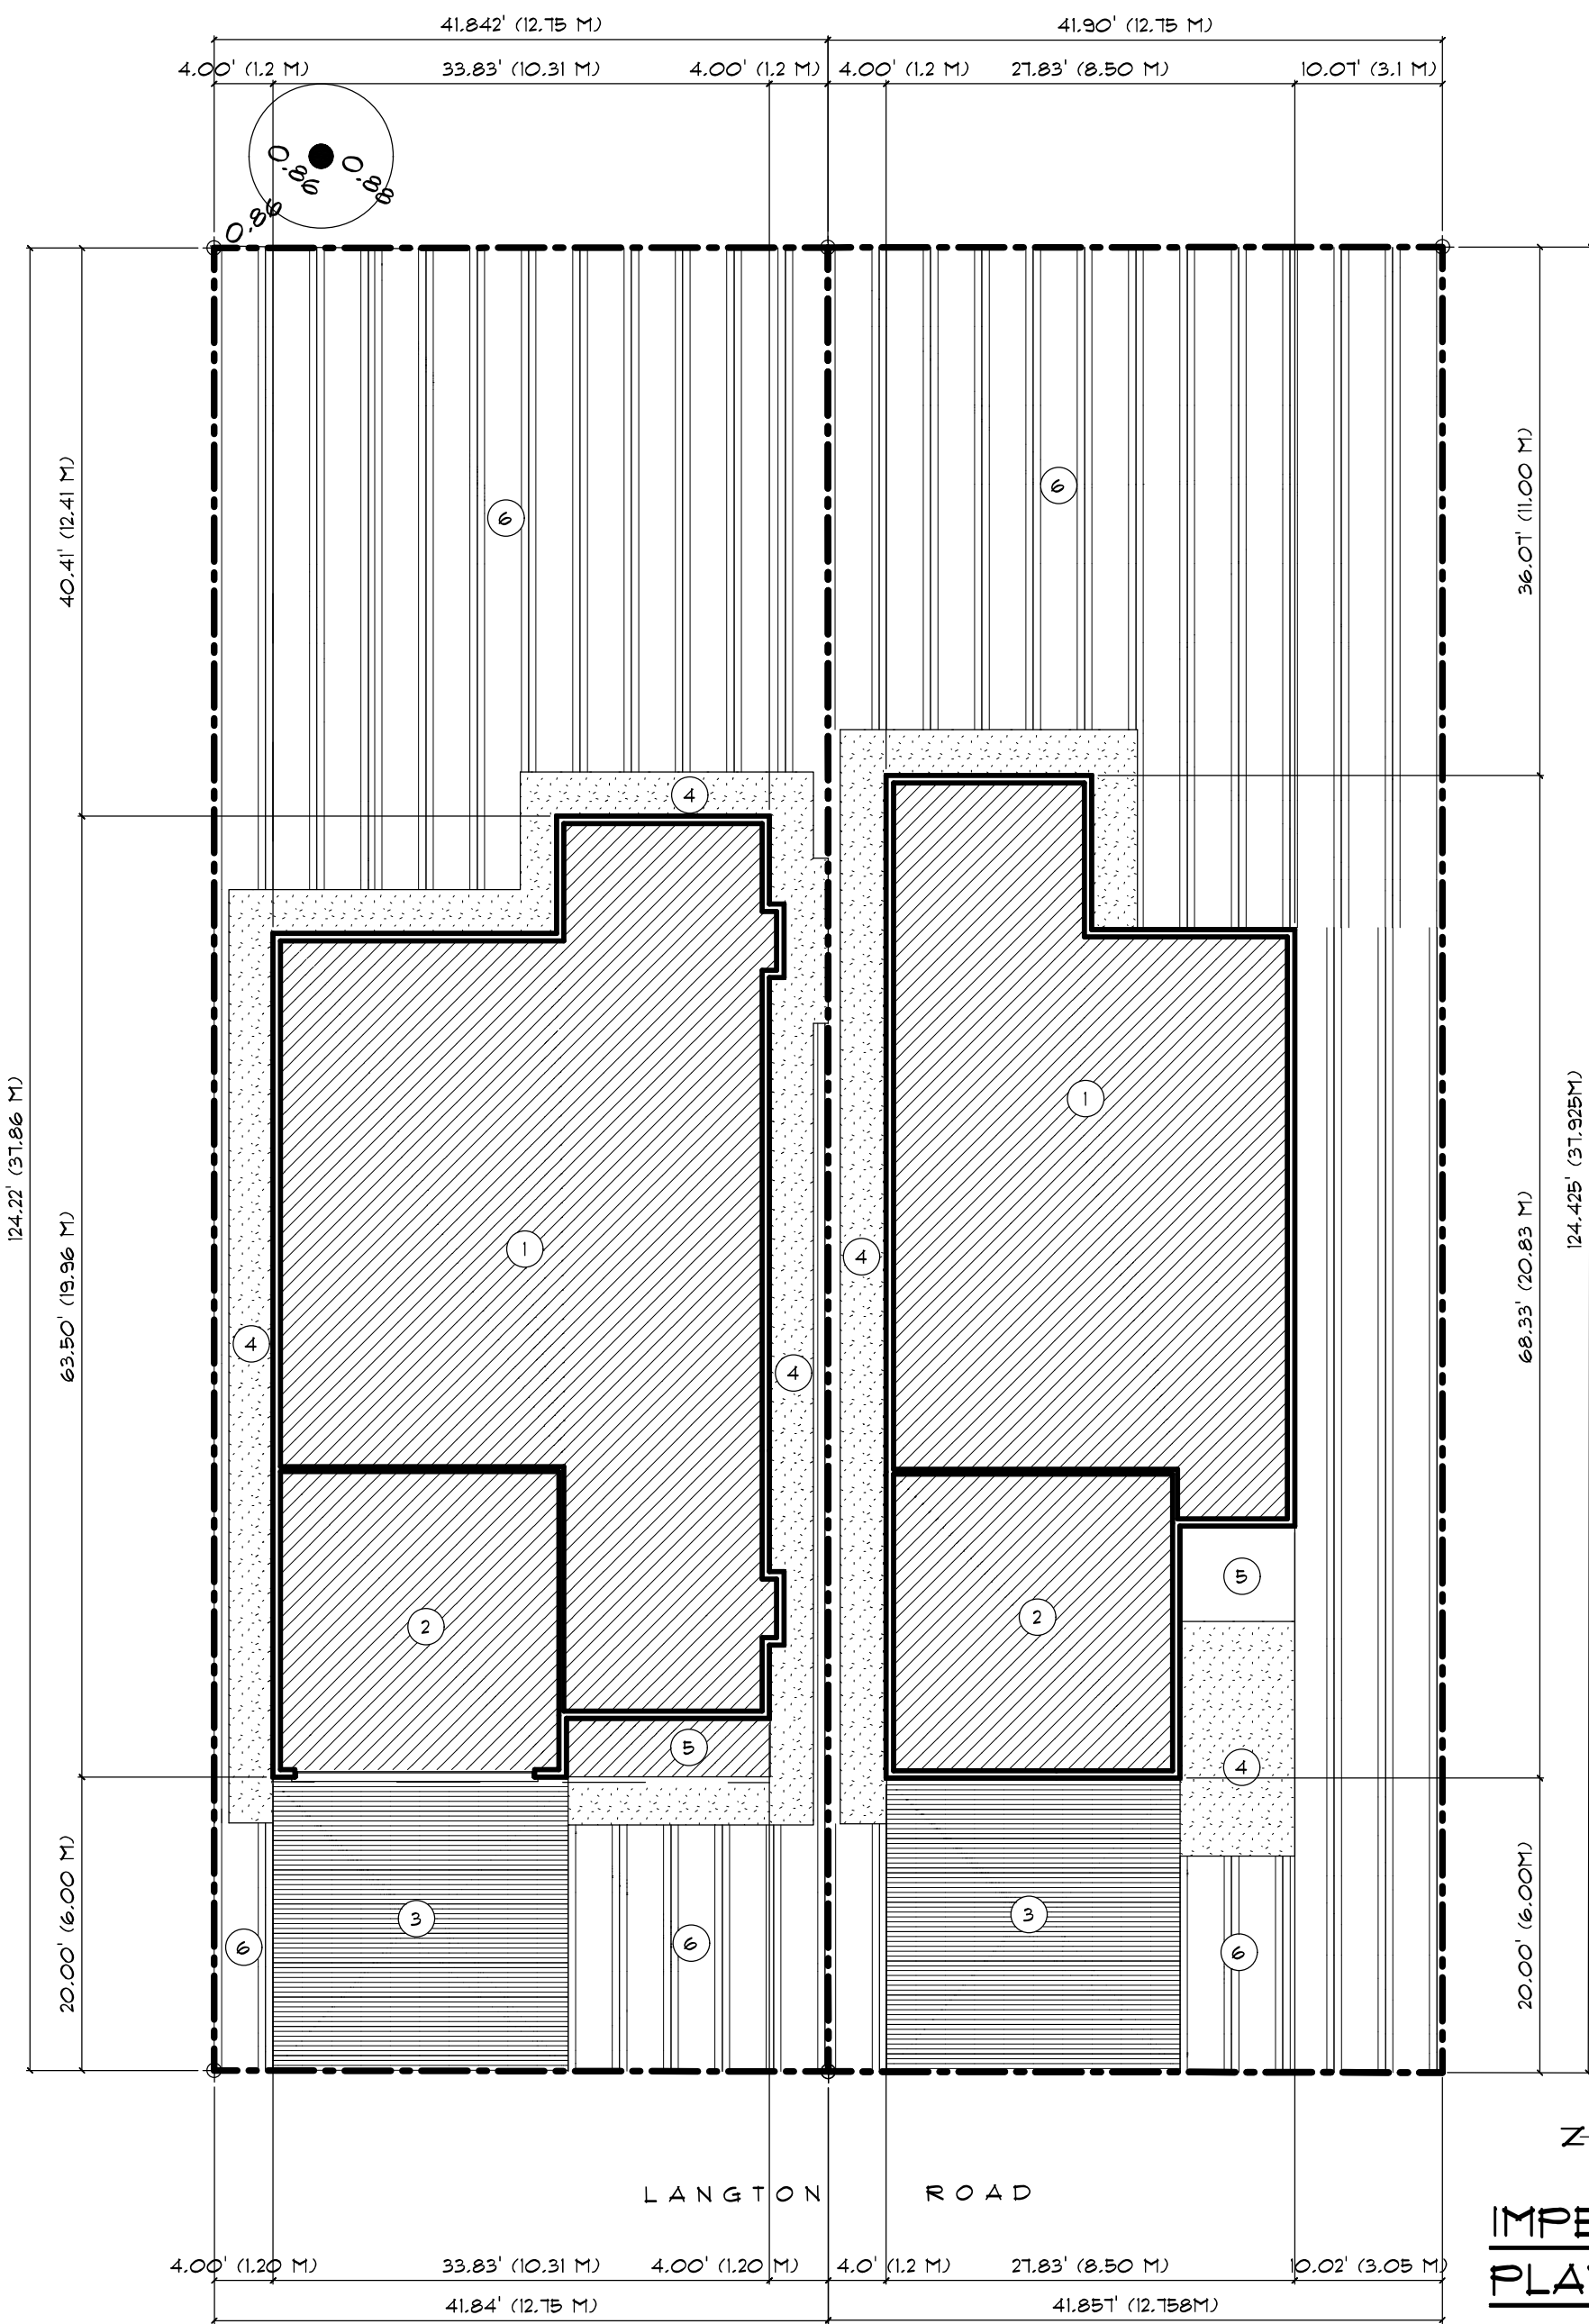 41.842' (12.75 M)
41.90' (12.75 M)
4.00' (1.2 M)
33.83' (10.31 M)
4.00' (1.2 M)
4.00' (1.2 M)
27.83' (8.50 M)
10.07' (3.1 M)
0.86
0.88
0.86
40.41' (12.41 M)
36.07' (11.00 M)
6
6
4
1
124.22' (37.86 M)
124.425' (37.925M)
63.50' (19.96 M)
68.33' (20.83 M)
1
4
4
4
5
2
2
5
4
20.00' (6.00 M)
20.00' (6.00M)
3
3
6
6
6
Z
LANGTON ROAD
4.00' (1.20 M)
33.83' (10.31 M)
4.00' (1.20 M)
4.0' (1.2 M)
27.83' (8.50 M)
10.02' (3.05 M)
41.84' (12.75 M)
41.857' (12.758M)